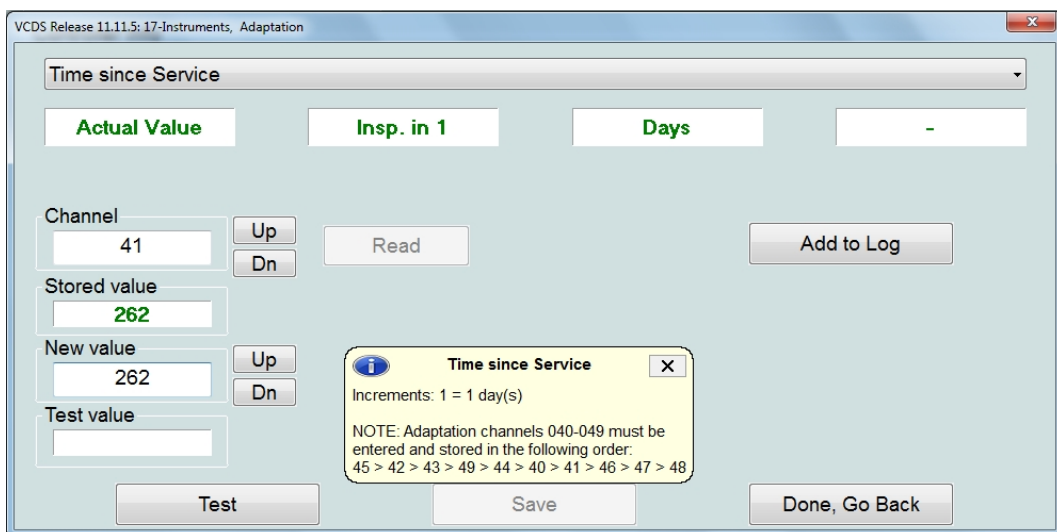 VCDS Release 11.11.5: 17-Instruments, Adaptation
x
Time since Service
Actual Value Insp. in 1 Days -
Channel
41 Up Read Add to Log
Dn
Stored value
262
New value
262 Up
Dn
Test value
Time since Service X
Increments: 1 = 1 day(s)
NOTE: Adaptation channels 040-049 must be
entered and stored in the following order:
45 > 42 > 43 > 49 > 44 > 40 > 41 > 46 > 47 > 48
Test Save Done, Go Back